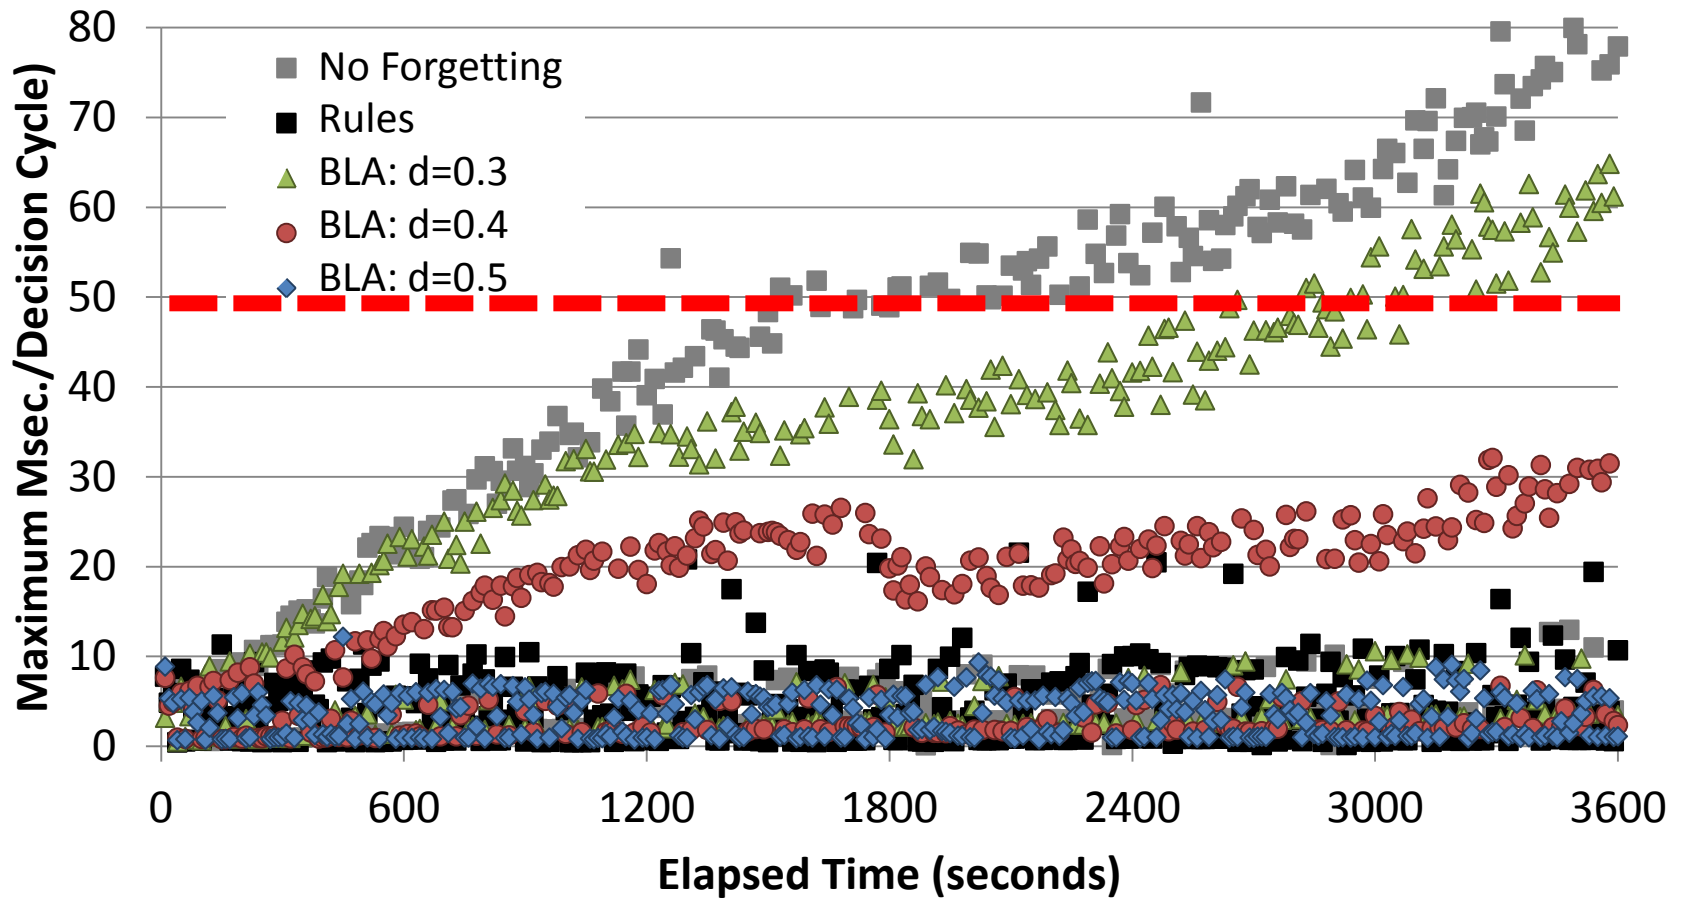 Maximum Msec./Decision Cycle)
80
70
60
50
40
30
20
10
0
No Forgetting
Rules
BLA: d=0.3
BLA: d=0.4
BLA: d=0.5
0 600 1200 1800 2400 3000 3600
Elapsed Time (seconds)